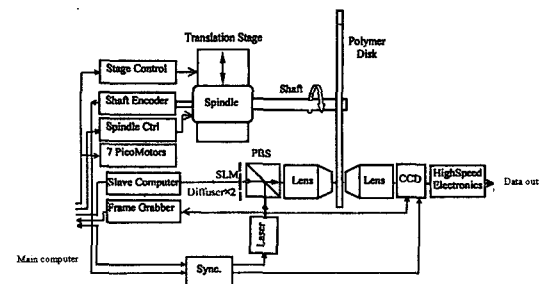 Translation Stage
Polymer
Disk
Stage Control
Shaft Encoder
Spindle
Shaft
Spindle Ctrl
7 PicoMotors
PBS
Slave Computer
SLM
Diffuser×2
Lens
Lens
CCD
HighSpeed
Electronics
Data out
Frame Grabber
Laser
Main computer
Sync.